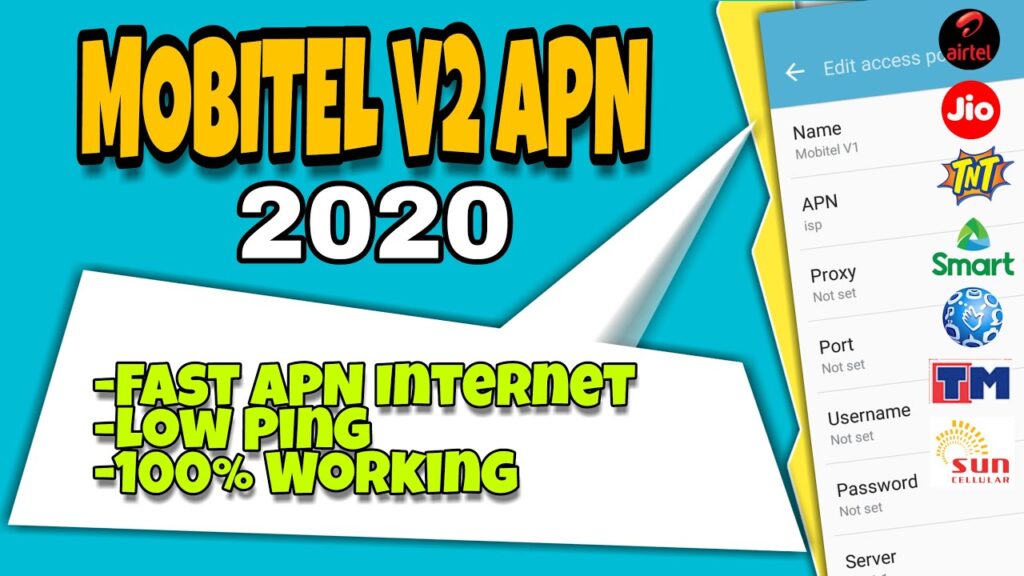 MOBITEL V2 APN
2020
-FAST APN INTERNET
-LOW PING
-100% WORKING
Edit access po
Name
Mobitel V1
APN
isp
Proxy
Not set
Port
Not set
Username
Not set
Password
Not set
Server
airtel
Jio
TNT
Smart
TM
sun
CELLULAR